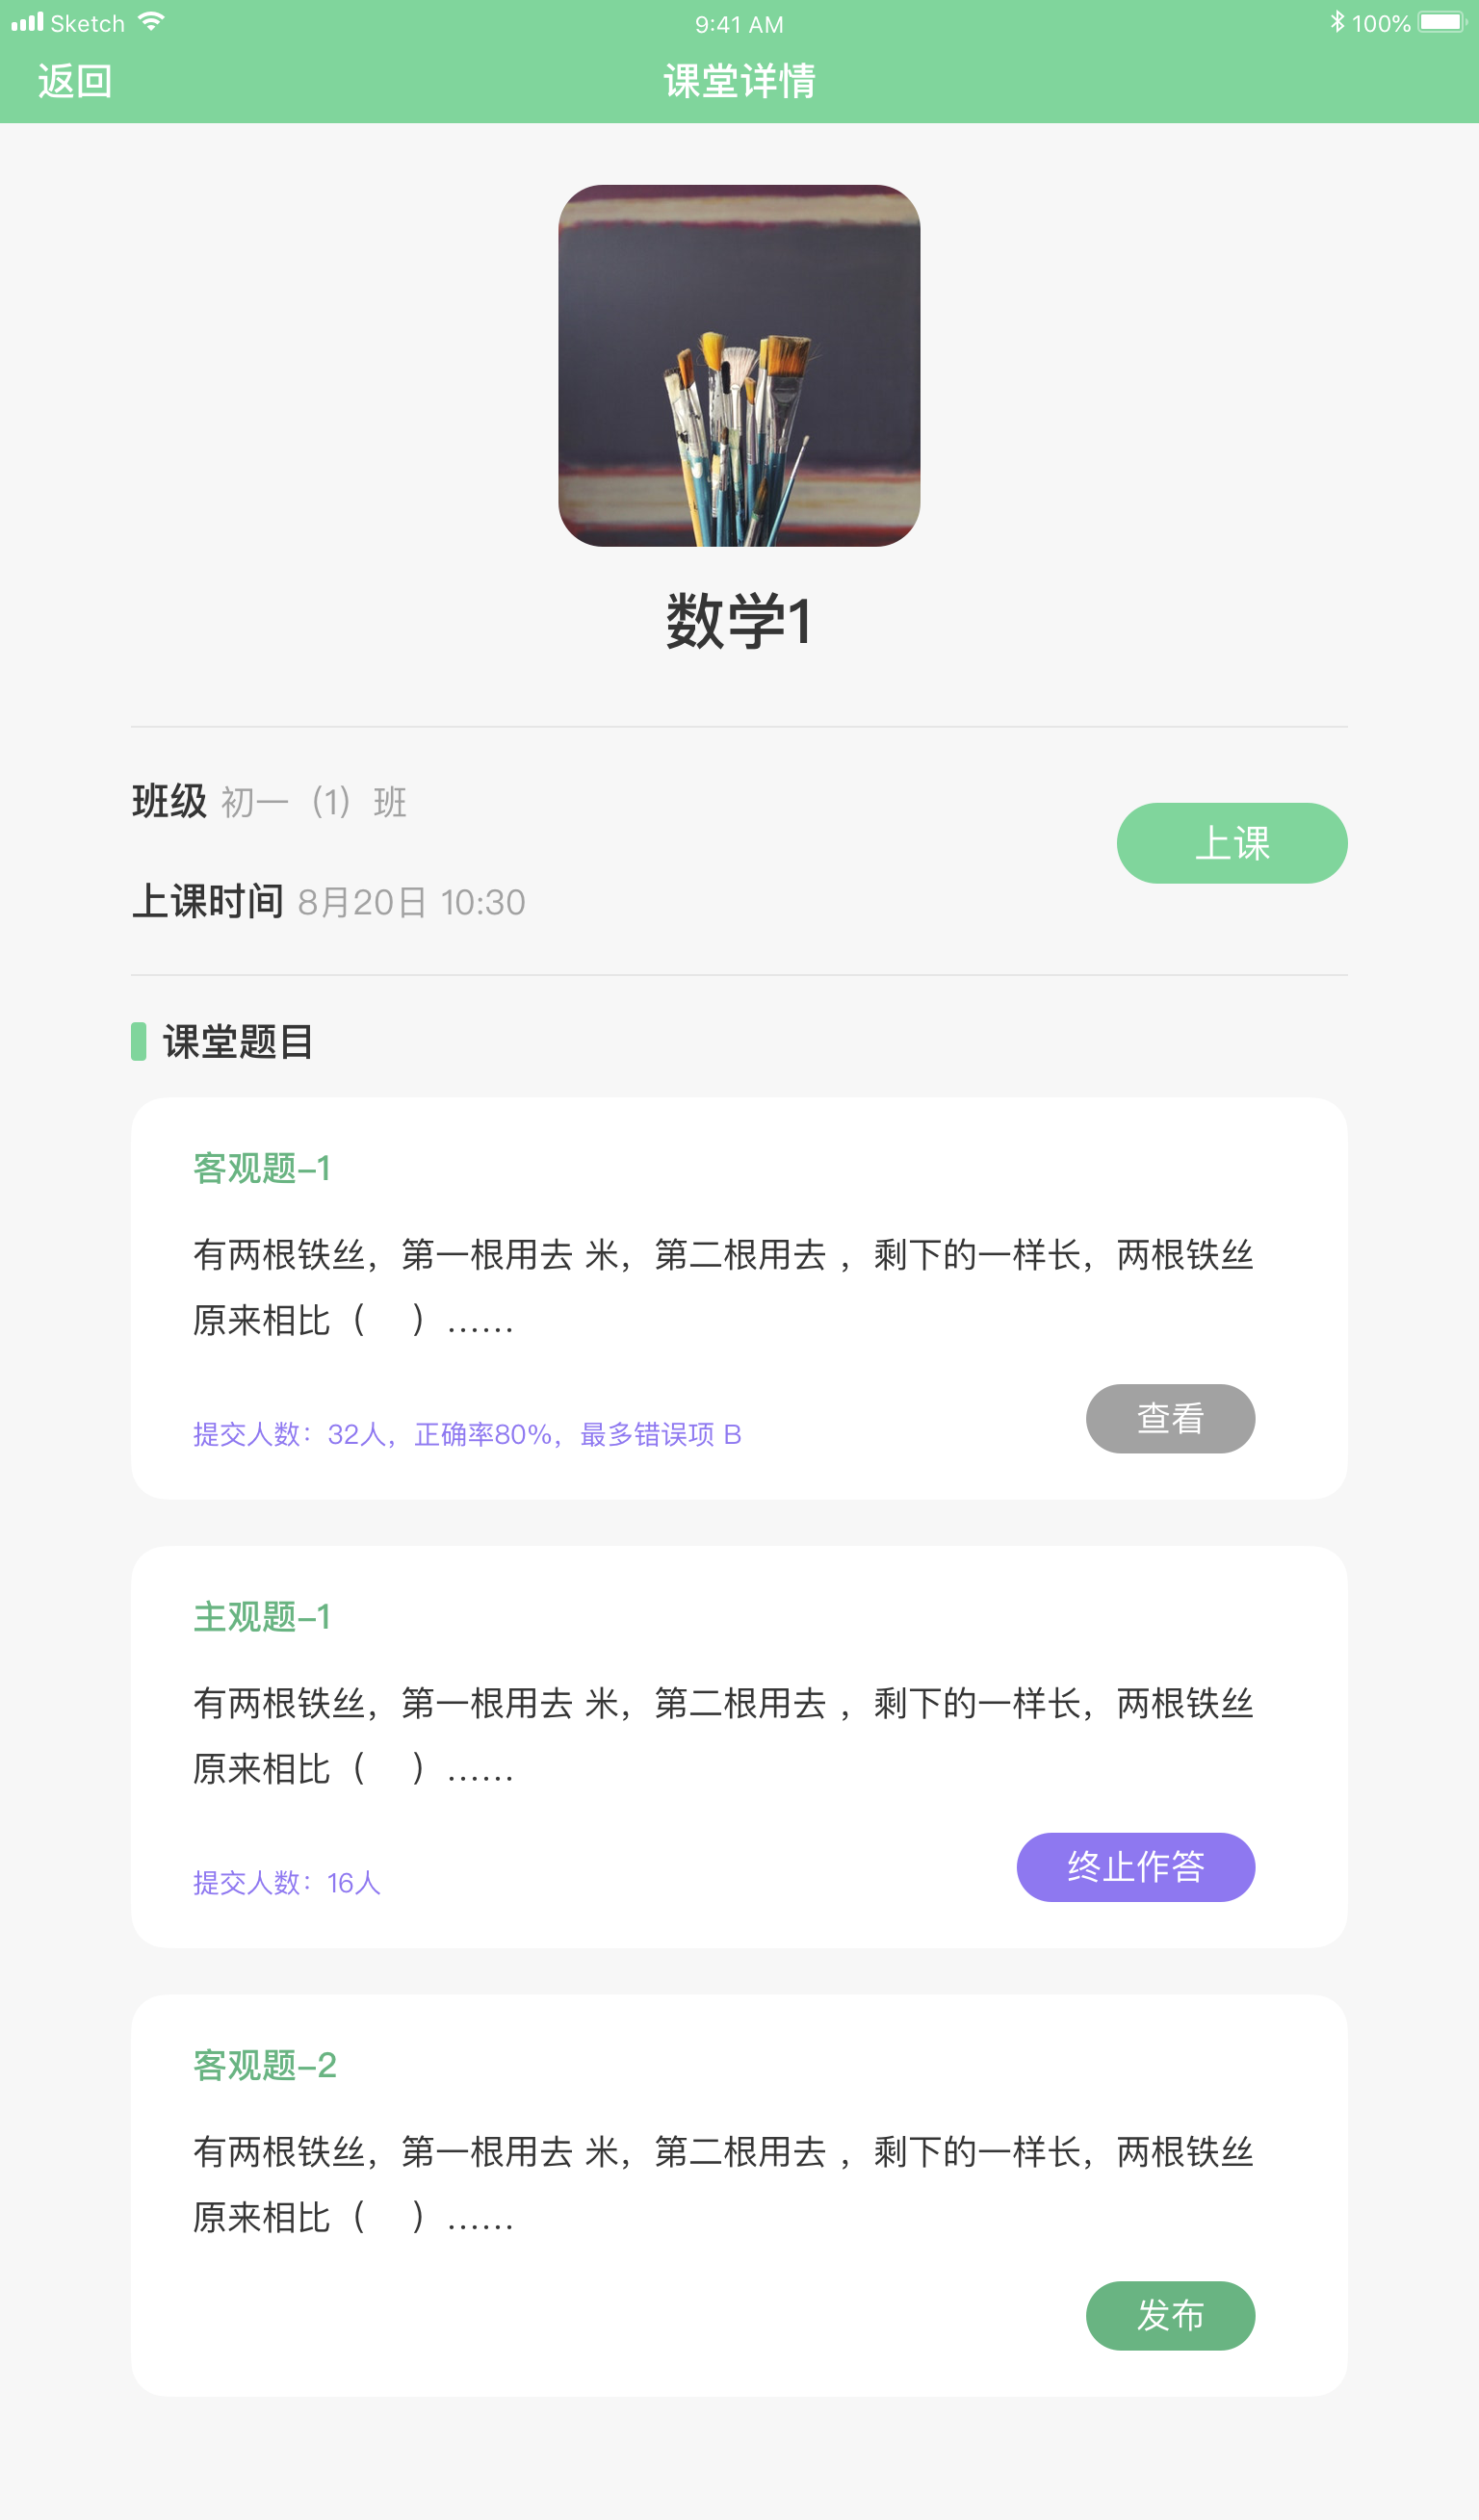 Sketch 9:41 AM 100%
返回 课堂详情
数学1
班级 初一（1）班
上课
上课时间 8月20日 10:30
课堂题目
客观题-1
有两根铁丝，第一根用去 米，第二根用去 ，剩下的一样长，两根铁丝
原来相比（ ）……
提交人数：32人，正确率80%，最多错误项 B
查看
主观题-1
有两根铁丝，第一根用去 米，第二根用去 ，剩下的一样长，两根铁丝
原来相比（ ）……
提交人数：16人
终止作答
客观题-2
有两根铁丝，第一根用去 米，第二根用去 ，剩下的一样长，两根铁丝
原来相比（ ）……
发布